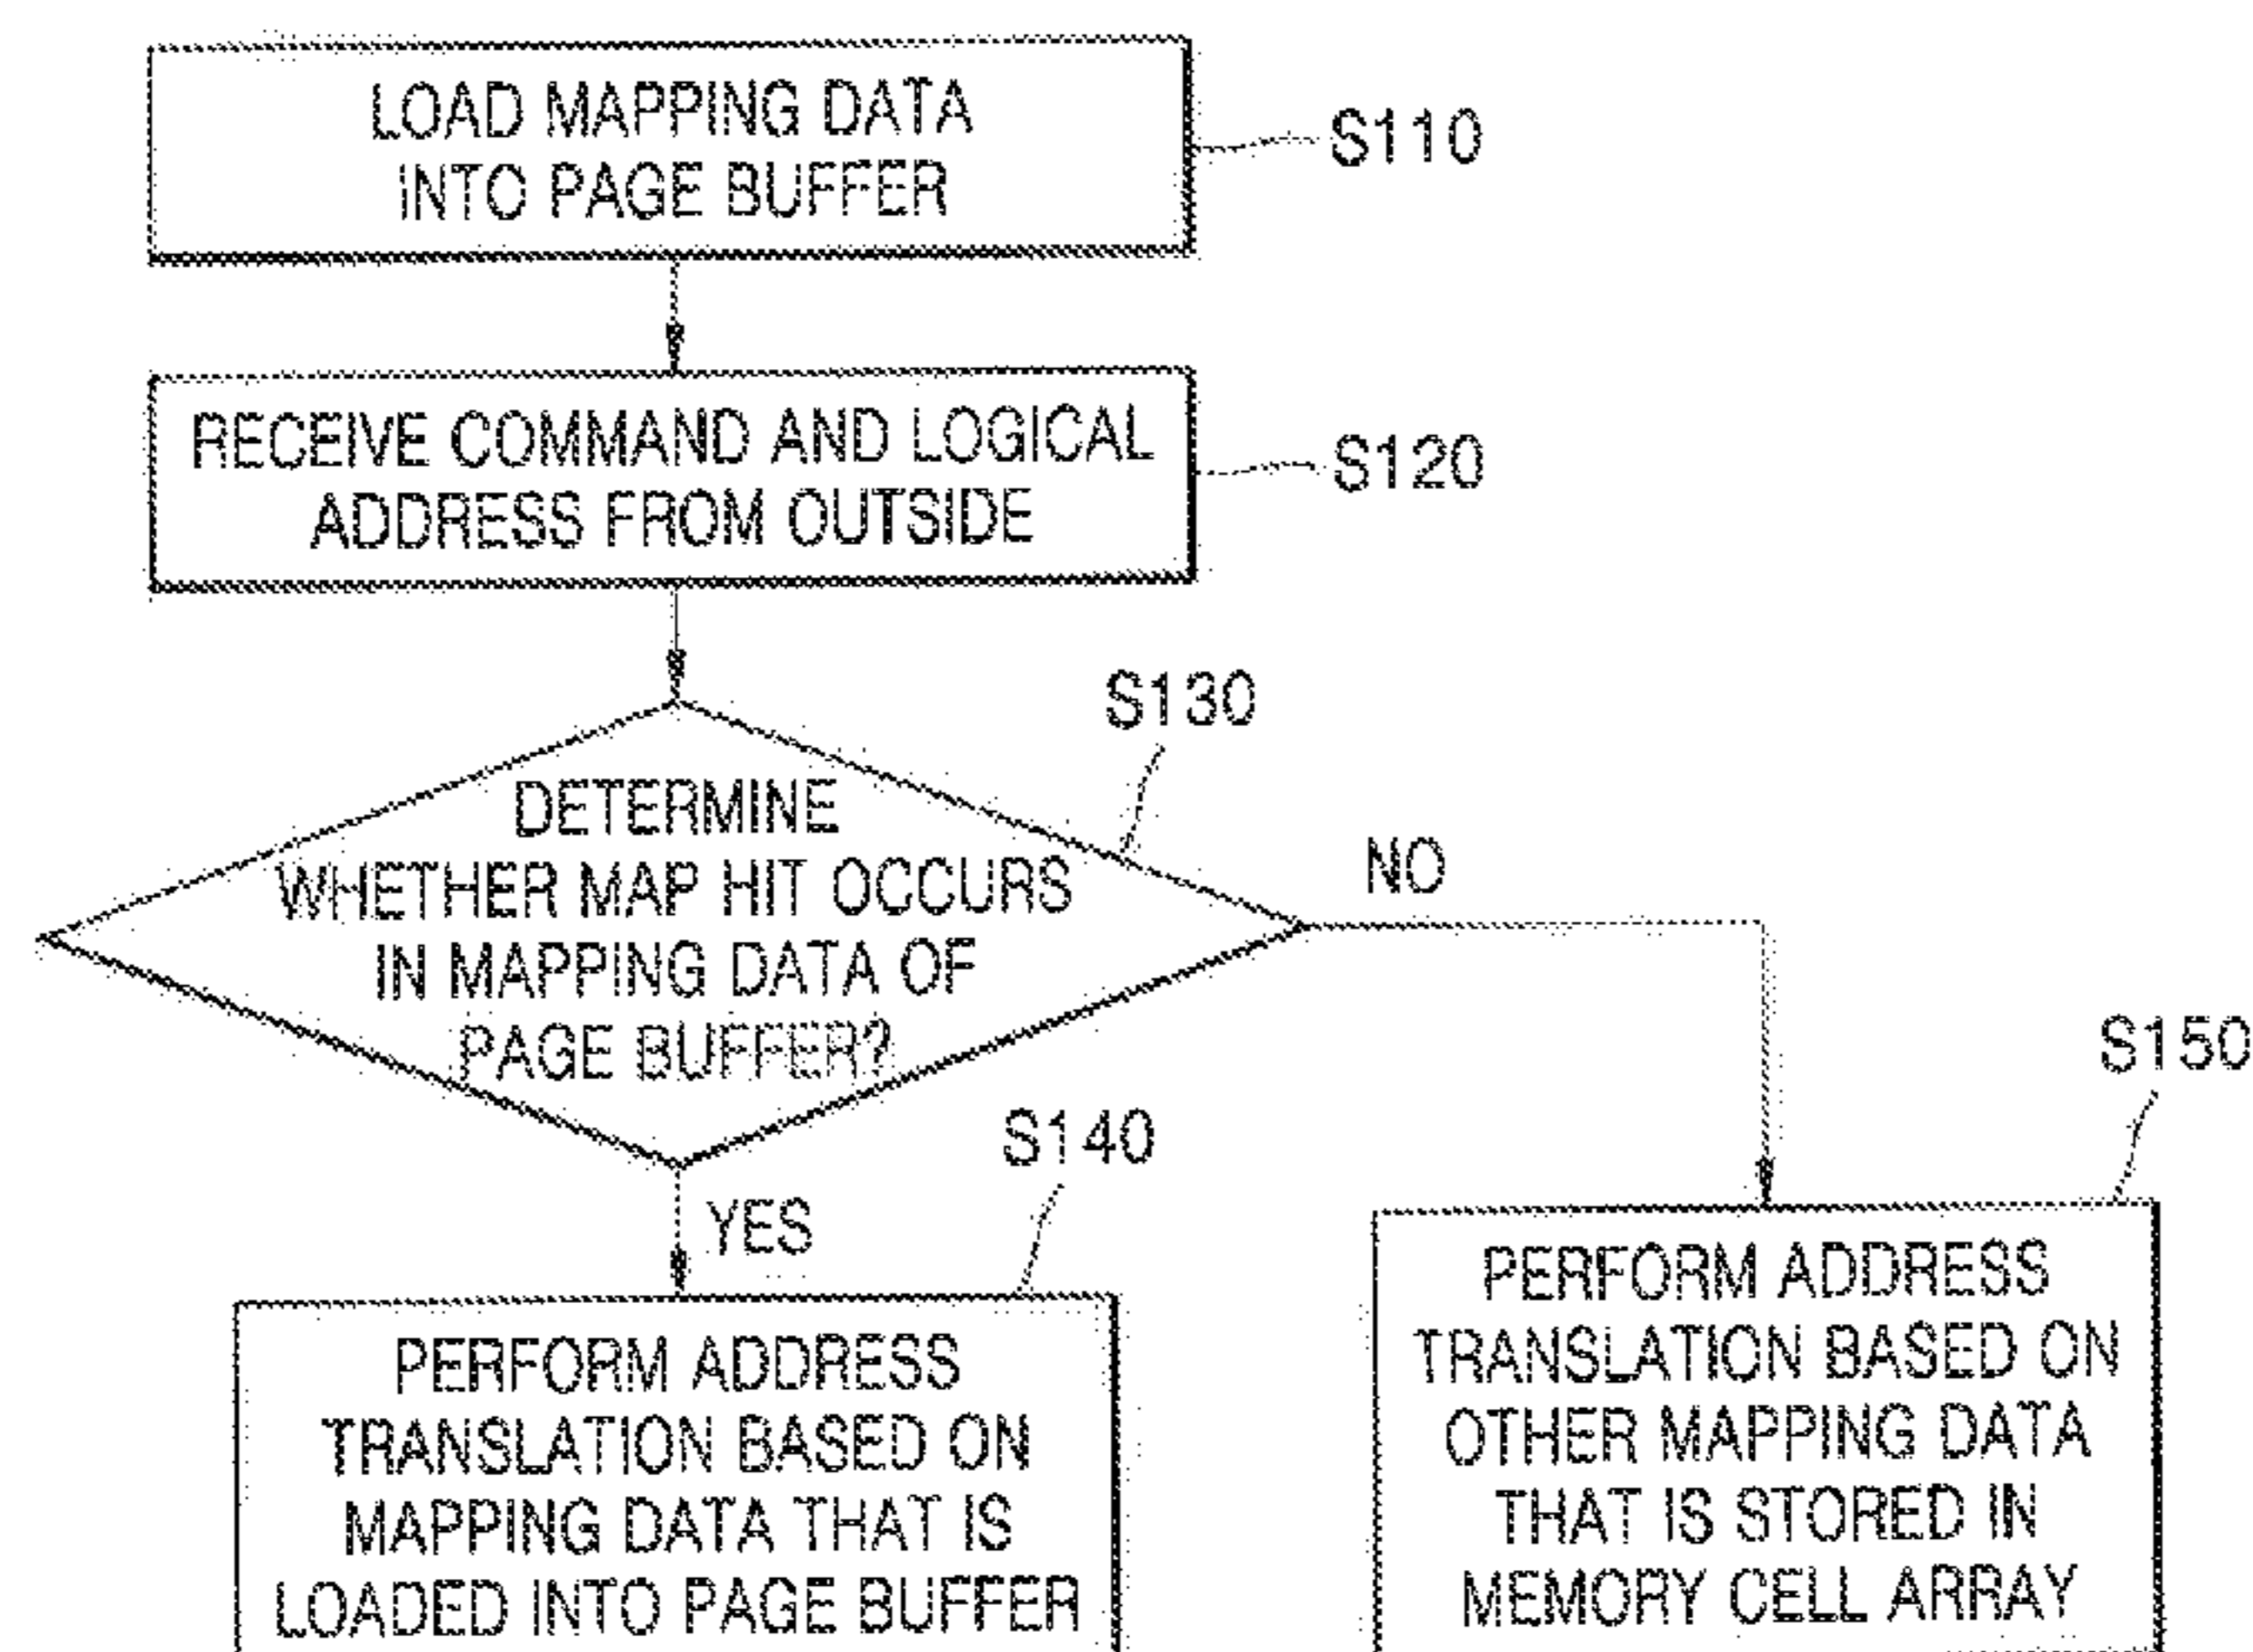 LOAD MAPPING DATA
INTO PAGE BUFFER
S110
RECEIVE COMMAND AND LOGICAL
ADDRESS FROM OUTSIDE
S120
S130
DETERMINE
WHETHER MAP HIT OCCURS
IN MAPPING DATA OF
PAGE BUFFER?
NO
YES
S140
PERFORM ADDRESS
TRANSLATION BASED ON
MAPPING DATA THAT IS
LOADED INTO PAGE BUFFER
S150
PERFORM ADDRESS
TRANSLATION BASED ON
OTHER MAPPING DATA
THAT IS STORED IN
MEMORY CELL ARRAY